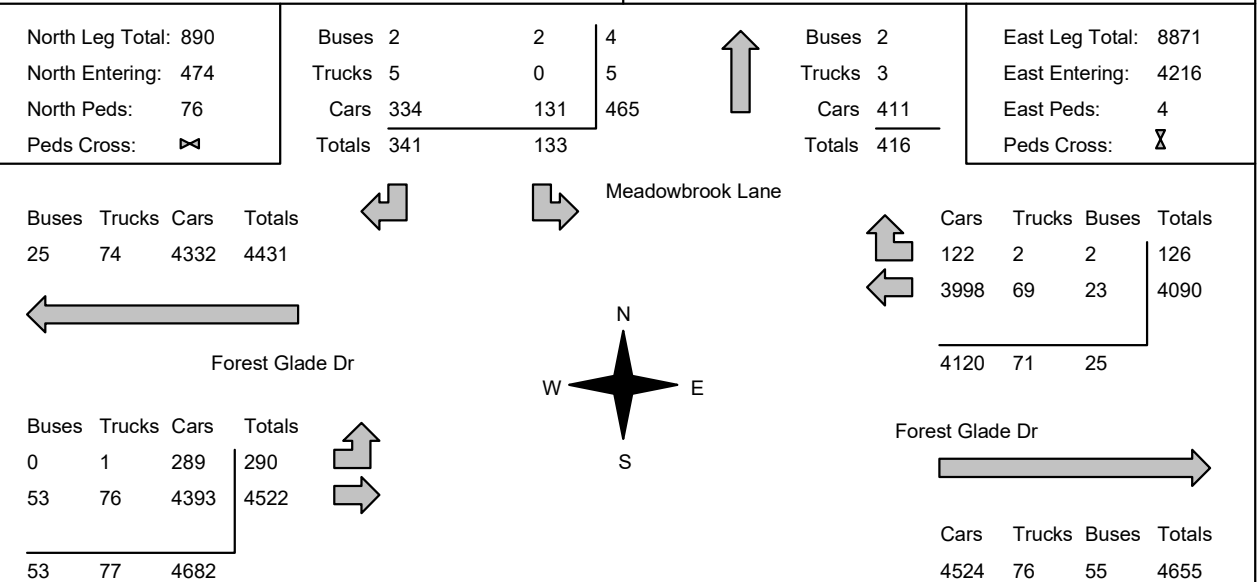 North Leg Total: 890
North Entering: 474
North Peds: 76
Peds Cross:
Buses 2 2 4
Trucks 5 0 5
Cars 334 131 465
Totals 341 133
Buses 2
Trucks 3
Cars 411
Totals 416
East Leg Total: 8871
East Entering: 4216
East Peds: 4
Peds Cross:
Meadowbrook Lane
Buses Trucks Cars Totals
25 74 4332 4431
Cars Trucks Buses Totals
122 2 2 126
3998 69 23 4090
4120 71 25
Forest Glade Dr
N
W E
S
Buses Trucks Cars Totals
0 1 289 290
53 76 4393 4522
53 77 4682
Forest Glade Dr
Cars Trucks Buses Totals
4524 76 55 4655